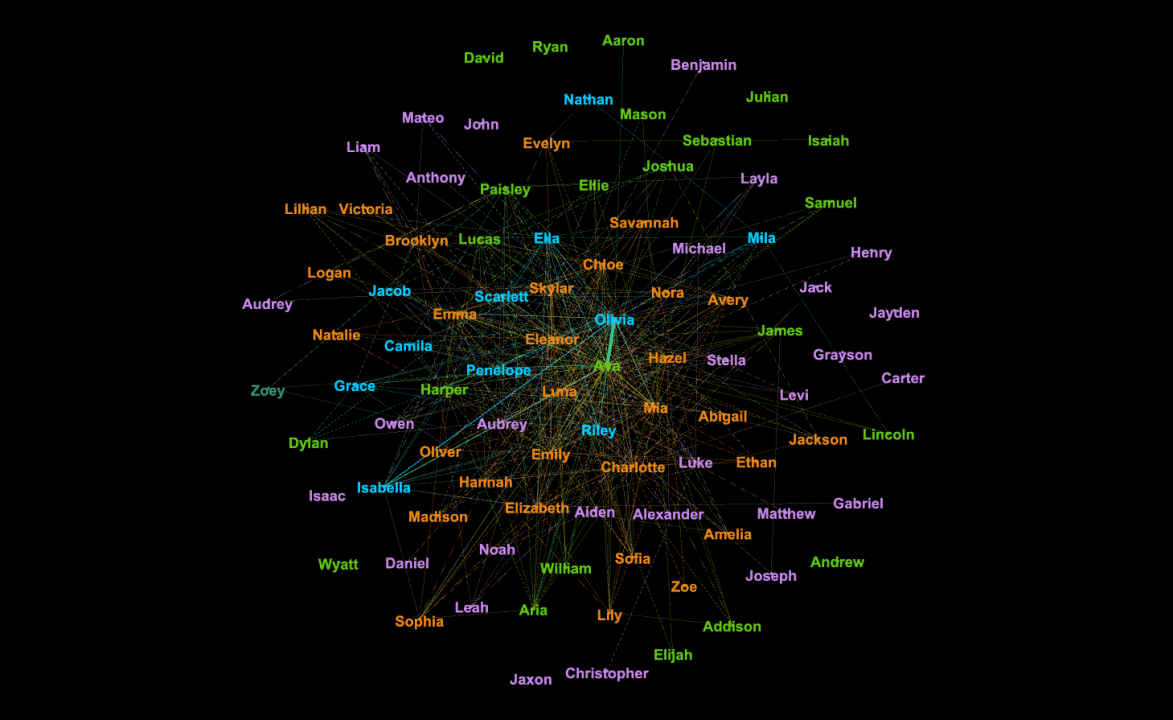 Aaron
Ryan
David
Benjamin
Julian
Nathan
Mason
Mateo
John
Sebastian
Isaiah
Evelyn
Liam
Joshua
Anthony
Layla
Ellie
Paisley
Samuel
Lillian
Victoria
Savannah
Brooklyn
Lucas
Ella
Mila
Michael
Henry
Chloe
Logan
Jack
Skylar
Nora
Jacob
Scarlett
Avery
Audrey
Emma
Jayden
Olivia
James
Natalie
Eleanor
Camila
Grayson
Hazel
Stella
Ava
Penelope
Carter
Grace
Zoey
Harper
Luna
Levi
Mia
Abigail
Owen
Aubrey
Riley
Lincoln
Jackson
Dylan
Oliver
Emily
Luke
Ethan
Charlotte
Hannah
Isabella
Isaac
Gabriel
Elizabeth
Aiden
Alexander
Matthew
Madison
Amelia
Noah
Sofia
Andrew
Daniel
Wyatt
William
Joseph
Zoe
Leah
Aria
Lily
Sophia
Addison
Elijah
Christopher
Jaxon